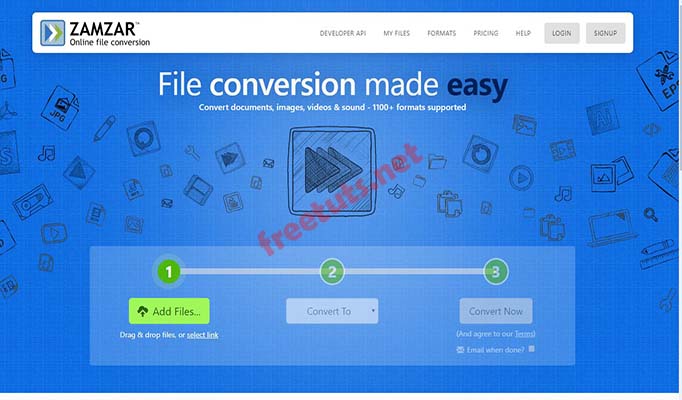 ZAMZAR™
Online file conversion
DEVELOPER API MY FILES FORMATS PRICING HELP LOGIN SIGNUP
File conversion made easy
Convert documents, images, videos & sound - 1100+ formats supported
JPG
EPS
AI
freetuts.net
1 2 3
Add Files... Convert To Convert Now
Drag & drop files, or select link
(And agree to our Terms)
Email when done?